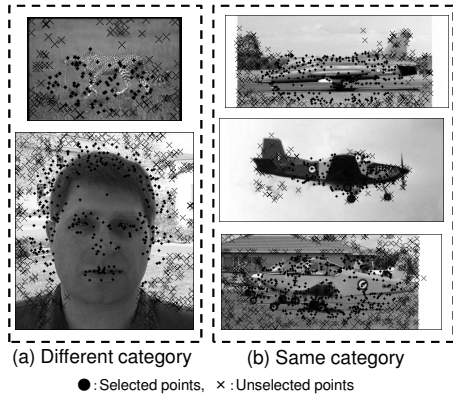 (a) Different category
(b) Same category
● : Selected points, × : Unselected points